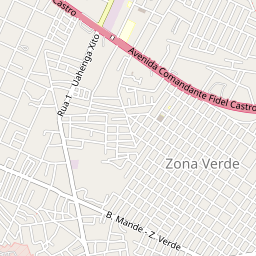 Castro
Avenida Comandante Fidel Castro
Rua 1 - Uahenga Xito
Zona Verde
B. Mande - Z. Verde